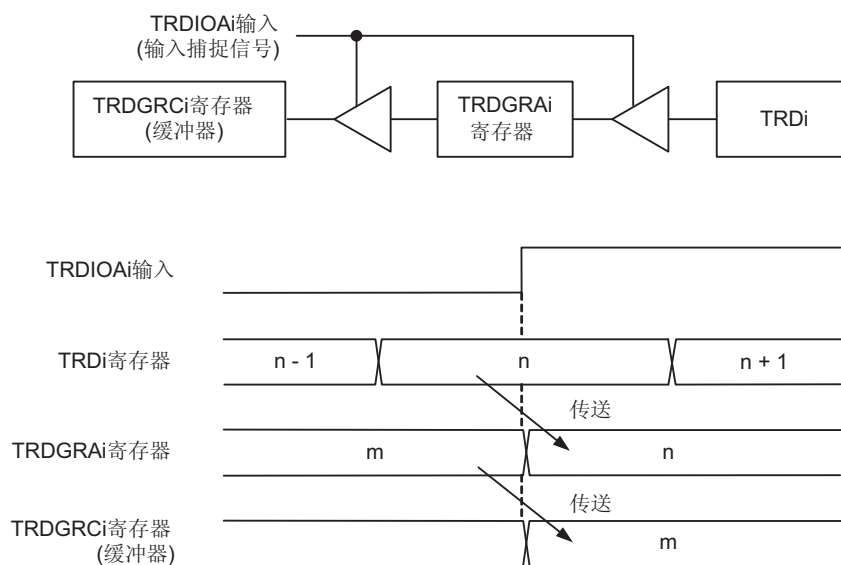 TRDIOAi输入
(输入捕捉信号)
TRDGRCi寄存器
(缓冲器)
TRDGRAi
寄存器
TRDi
TRDIOAi输入
TRDi寄存器
n - 1
n
n + 1
传送
TRDGRAi寄存器
m
n
传送
TRDGRCi寄存器
(缓冲器)
m